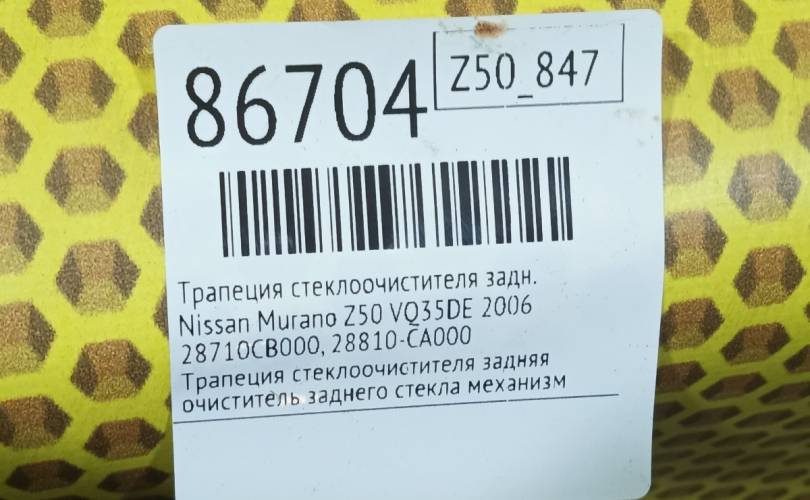 86704
Z50_847
Трапеция стеклоочистителя задн.
Nissan Murano Z50 VQ35DE 2006
28710CB000, 28810-CA000
Трапеция стеклоочистителя задняя
очиститель заднего стекла механизм